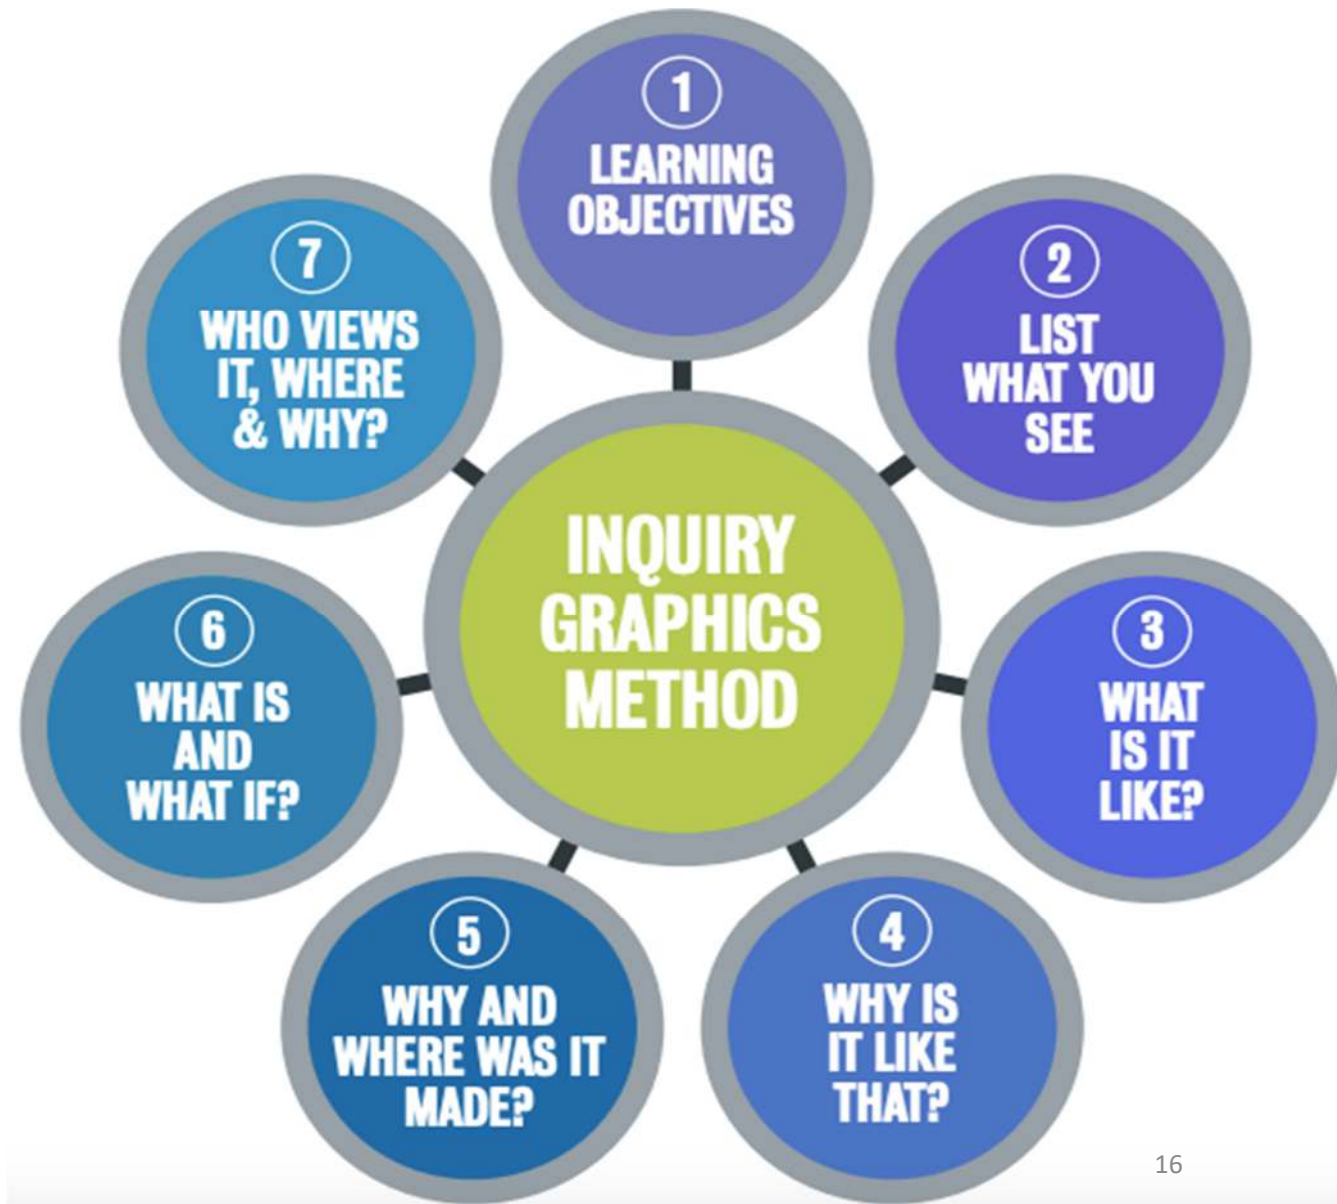 1
LEARNING
OBJECTIVES
2
LIST
WHAT YOU
SEE
3
WHAT
IS IT
LIKE?
4
WHY IS
IT LIKE
THAT?
5
WHY AND
WHERE WAS IT
MADE?
6
WHAT IS
AND
WHAT IF?
7
WHO VIEWS
IT, WHERE
& WHY?
INQUIRY
GRAPHICS
METHOD
16